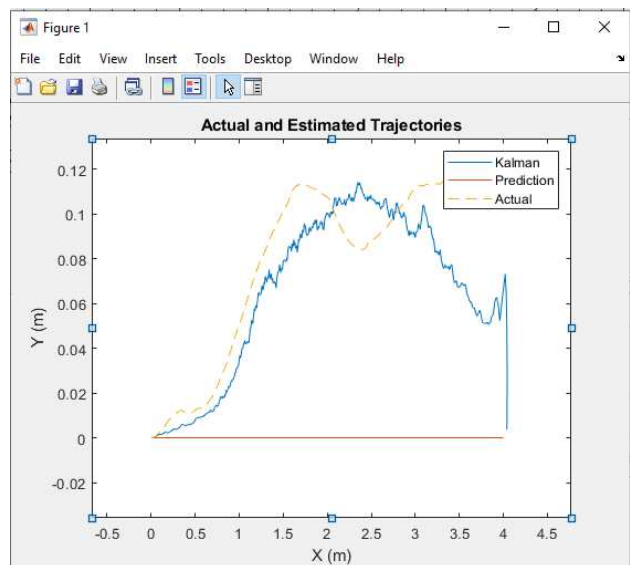 Figure 1
File Edit View Insert Tools Desktop Window Help
Actual and Estimated Trajectories
Kalman
Prediction
Actual
0.12
0.1
0.08
0.06
0.04
0.02
0
-0.02
Y (m)
-0.5 0 0.5 1 1.5 2 2.5 3 3.5 4 4.5
X (m)